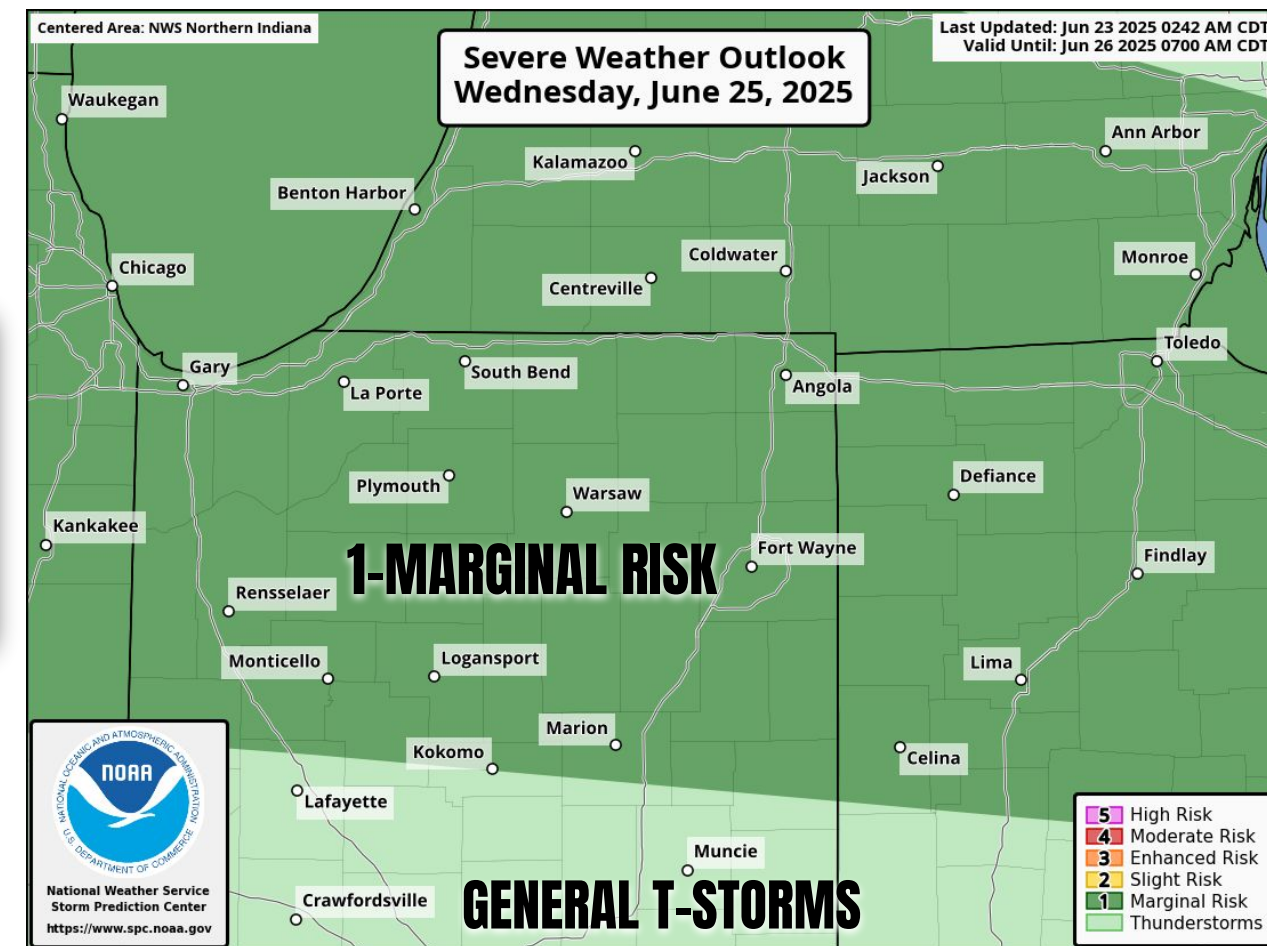 Centered Area: NWS Northern Indiana
Severe Weather Outlook
Wednesday, June 25, 2025
Last Updated: Jun 23 2025 0242 AM CDT
Valid Until: Jun 26 2025 0700 AM CDT
Waukegan
Ann Arbor
Kalamazoo
Jackson
Benton Harbor
Coldwater
Monroe
Chicago
Centreville
Toledo
Gary
South Bend
La Porte
Angola
Plymouth
Warsaw
Defiance
Kankakee
1-MARGINAL RISK
Fort Wayne
Findlay
Rensselaer
Monticello
Logansport
Lima
Marion
Kokomo
Celina
Lafayette
Muncie
Crawfordsville
GENERAL T-STORMS
NATIONAL OCEANIC AND ATMOSPHERIC ADMINISTRATION
NOAA
U.S. DEPARTMENT OF COMMERCE
National Weather Service
Storm Prediction Center
https://www.spc.noaa.gov
5 High Risk
4 Moderate Risk
3 Enhanced Risk
2 Slight Risk
1 Marginal Risk
Thunderstorms